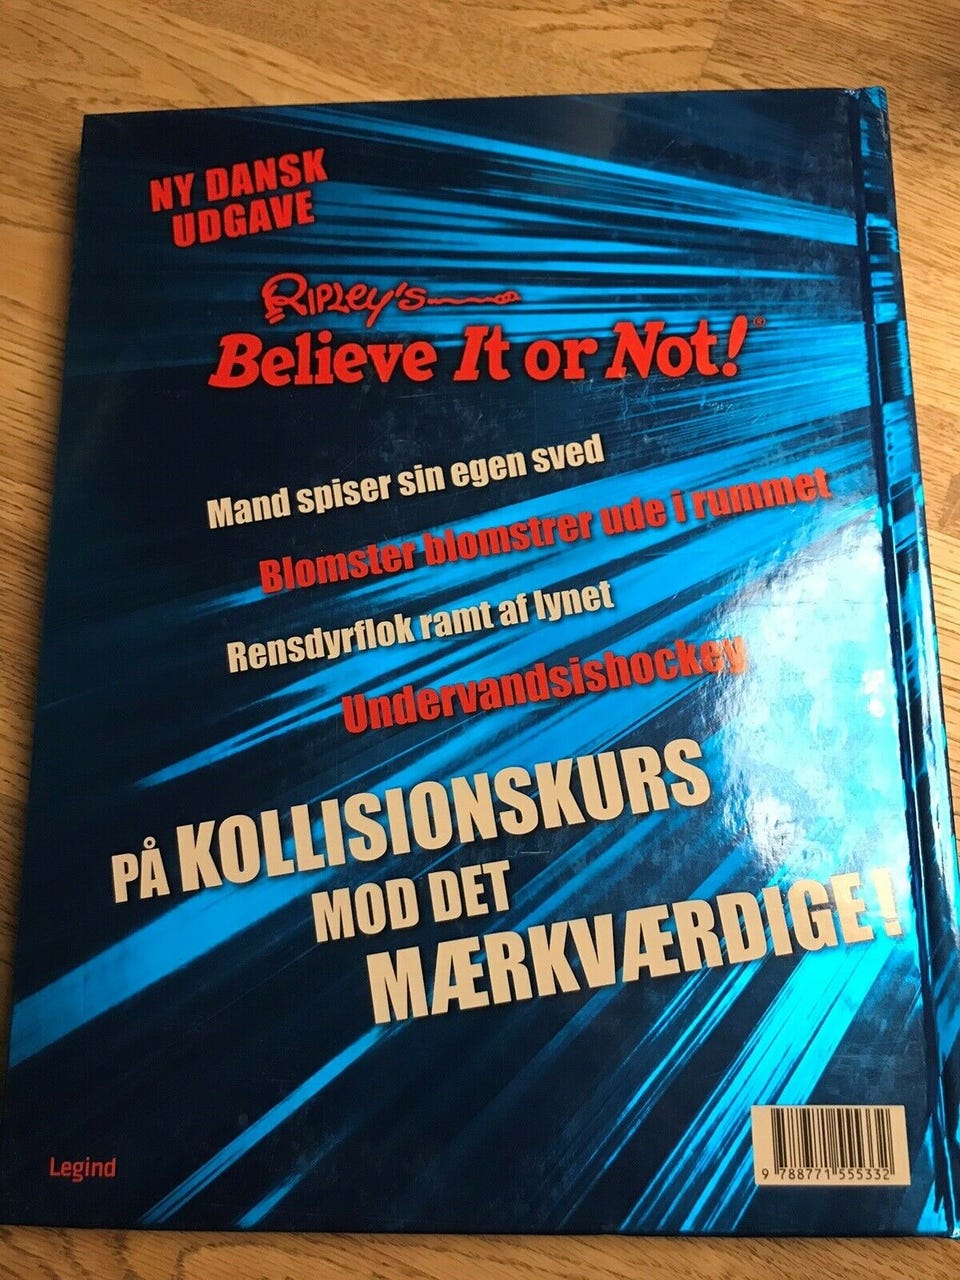 NY DANSK
UDGAVE
RIPLEY'S
Believe It or Not!®
Mand spiser sin egen sved
Blomster blomstrer ude i rummet
Rensdyrflok ramt af lynet
Undervandsishockey
PÅ KOLLISIONSKURS
MOD DET
MÆRKVÆRDIGE!
Legind
9 788771 555332